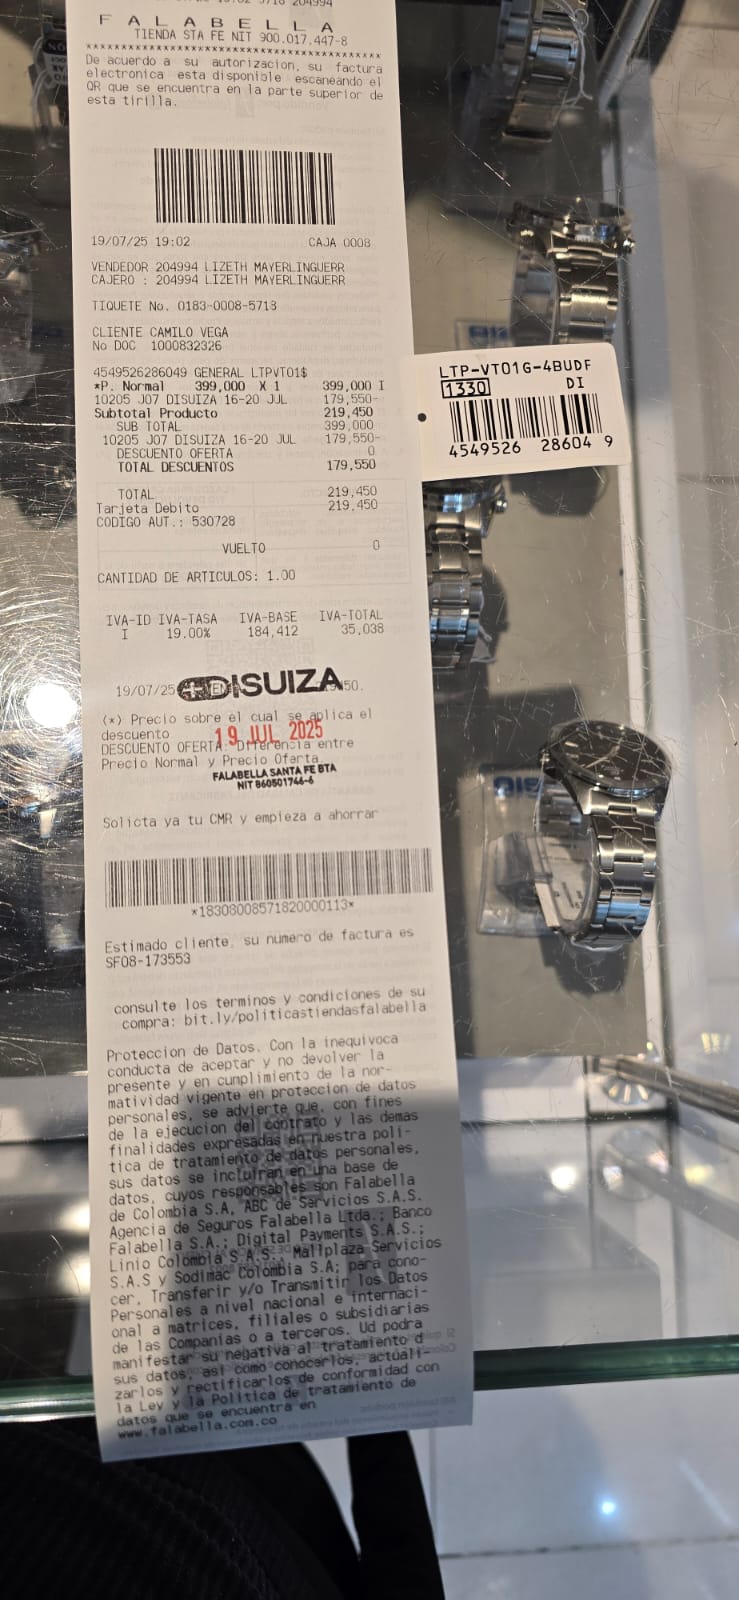 F A L A B E L L A
TIENDA STA FE NIT 900.017.447-8
De acuerdo a su autorizacion, su factura
electronica esta disponible escaneando el
QR que se encuentra en la parte superior de
esta tirilla.
19/07/25 19:02 CAJA 0008
VENDEDOR 204994 LIZETH MAYERLINGUERR
CAJERO : 204994 LIZETH MAYERLINGUERR
TIQUETE No. 0183-0008-5713
CLIENTE CAMILO VEGA
No DOC 1000832326
4549526286049 GENERAL LTPVT01$
*P. Normal 399,000 X 1 399,000 I
10205 J07 DISUIZA 16-20 JUL 179,550-
Subtotal Producto 219,450
SUB TOTAL 399,000
10205 J07 DISUIZA 16-20 JUL 179,550-
DESCUENTO OFERTA 0
TOTAL DESCUENTOS 179,550
TOTAL 219,450
Tarjeta Debito 219,450
CODIGO AUT.: 530728
VUELTO 0
CANTIDAD DE ARTICULOS: 1.00
IVA-ID IVA-TASA IVA-BASE IVA-TOTAL
I 19.00% 184,412 35,038
19/07/25
DISUIZA
(*) Precio sobre el cual se aplica el
descuento
19 JUL 2025
DESCUENTO OFERTA: Diferencia entre
Precio Normal y Precio Oferta
FALABELLA SANTA FE BTA
NIT 860501746-6
Solicta ya tu CMR y empieza a ahorrar
*18308008571820000113*
Estimado cliente, su numero de factura es
SF08-173553
consulte los terminos y condiciones de su
compra: bit.ly/politicastiendasfalabella
Proteccion de Datos. Con la inequivoca
conducta de aceptar y no devolver la
presente y en cumplimiento de la nor-
matividad vigente en proteccion de datos
personales, se advierte que, con fines
de la ejecucion del contrato y las demas
finalidades expresadas en nuestra poli-
tica de tratamiento de datos personales,
sus datos se incluiran en una base de
datos, cuyos responsables son Falabella
de Colombia S.A, ABC de Servicios S.A.S.
Agencia de Seguros Falabella Ltda.; Banco
Falabella S.A.; Digital Payments S.A.S.;
Linio Colombia S.A.S., Mallplaza Servicios
S.A.S y Sodimac Colombia S.A; para cono-
cer, Transferir y/o Transmitir los Datos
Personales a nivel nacional e internaci-
onal a matrices, filiales o subsidiarias
de las Companias o a terceros. Ud podra
manifestar su negativa al tratamiento d
sus datos, asi como conocerlos, actuali-
zarlos y rectificarlos de conformidad con
la Ley y la Politica de tratamiento de
datos que se encuentra en
www.falabella.com.co
LTP-VT01G-4BUDF
1330 DI
4549526 28604 9